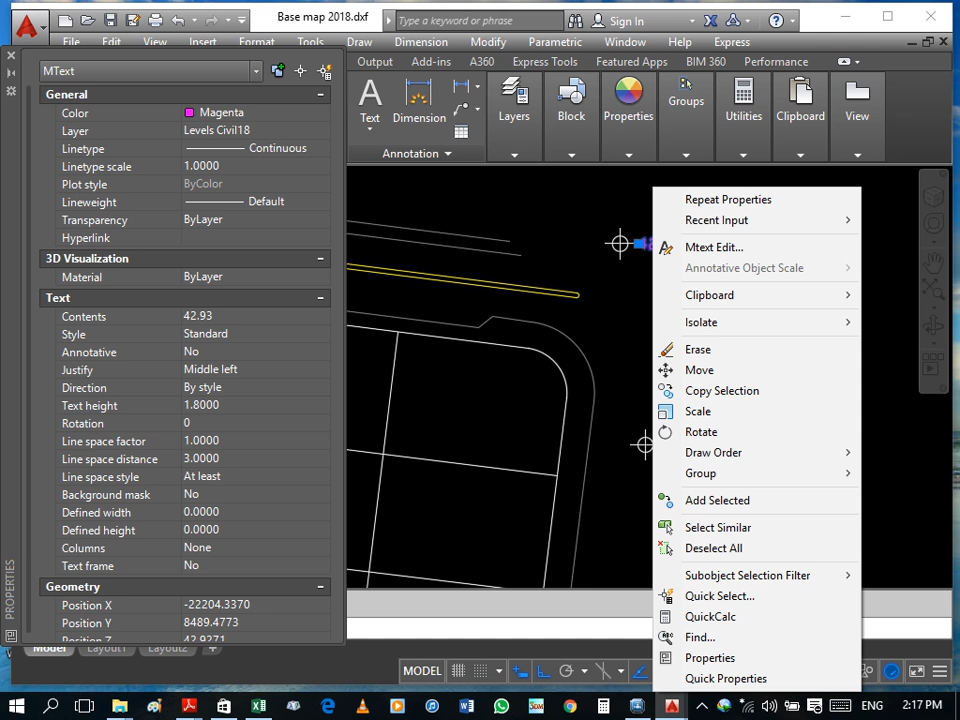 Base map 2018.dxf
Type a keyword or phrase
Sign In
File Edit View Insert Format Tools Draw Dimension Modify Parametric Window Help Express
Output Add-ins A360 Express Tools Featured Apps BIM 360 Performance
Text
Dimension
Layers
Block
Properties
Groups
Utilities
Clipboard
View
Annotation
MText
General
Color Magenta
Layer Levels Civil18
Linetype Continuous
Linetype scale 1.0000
Plot style ByColor
Lineweight Default
Transparency ByLayer
Hyperlink
3D Visualization
Material ByLayer
Text
Contents 42.93
Style Standard
Annotative No
Justify Middle left
Direction By style
Text height 1.8000
Rotation 0
Line space factor 1.0000
Line space distance 3.0000
Line space style At least
Background mask No
Defined width 0.0000
Defined height 0.0000
Columns None
Text frame No
Geometry
Position X -22204.3370
Position Y 8489.4773
Position Z 42.9271
PROPERTIES
Repeat Properties
Recent Input
Mtext Edit...
Annotative Object Scale
Clipboard
Isolate
Erase
Move
Copy Selection
Scale
Rotate
Draw Order
Group
Add Selected
Select Similar
Deselect All
Subobject Selection Filter
Quick Select...
QuickCalc
Find...
Properties
Quick Properties
Model Layout1 Layout2
MODEL
ENG 2:17 PM